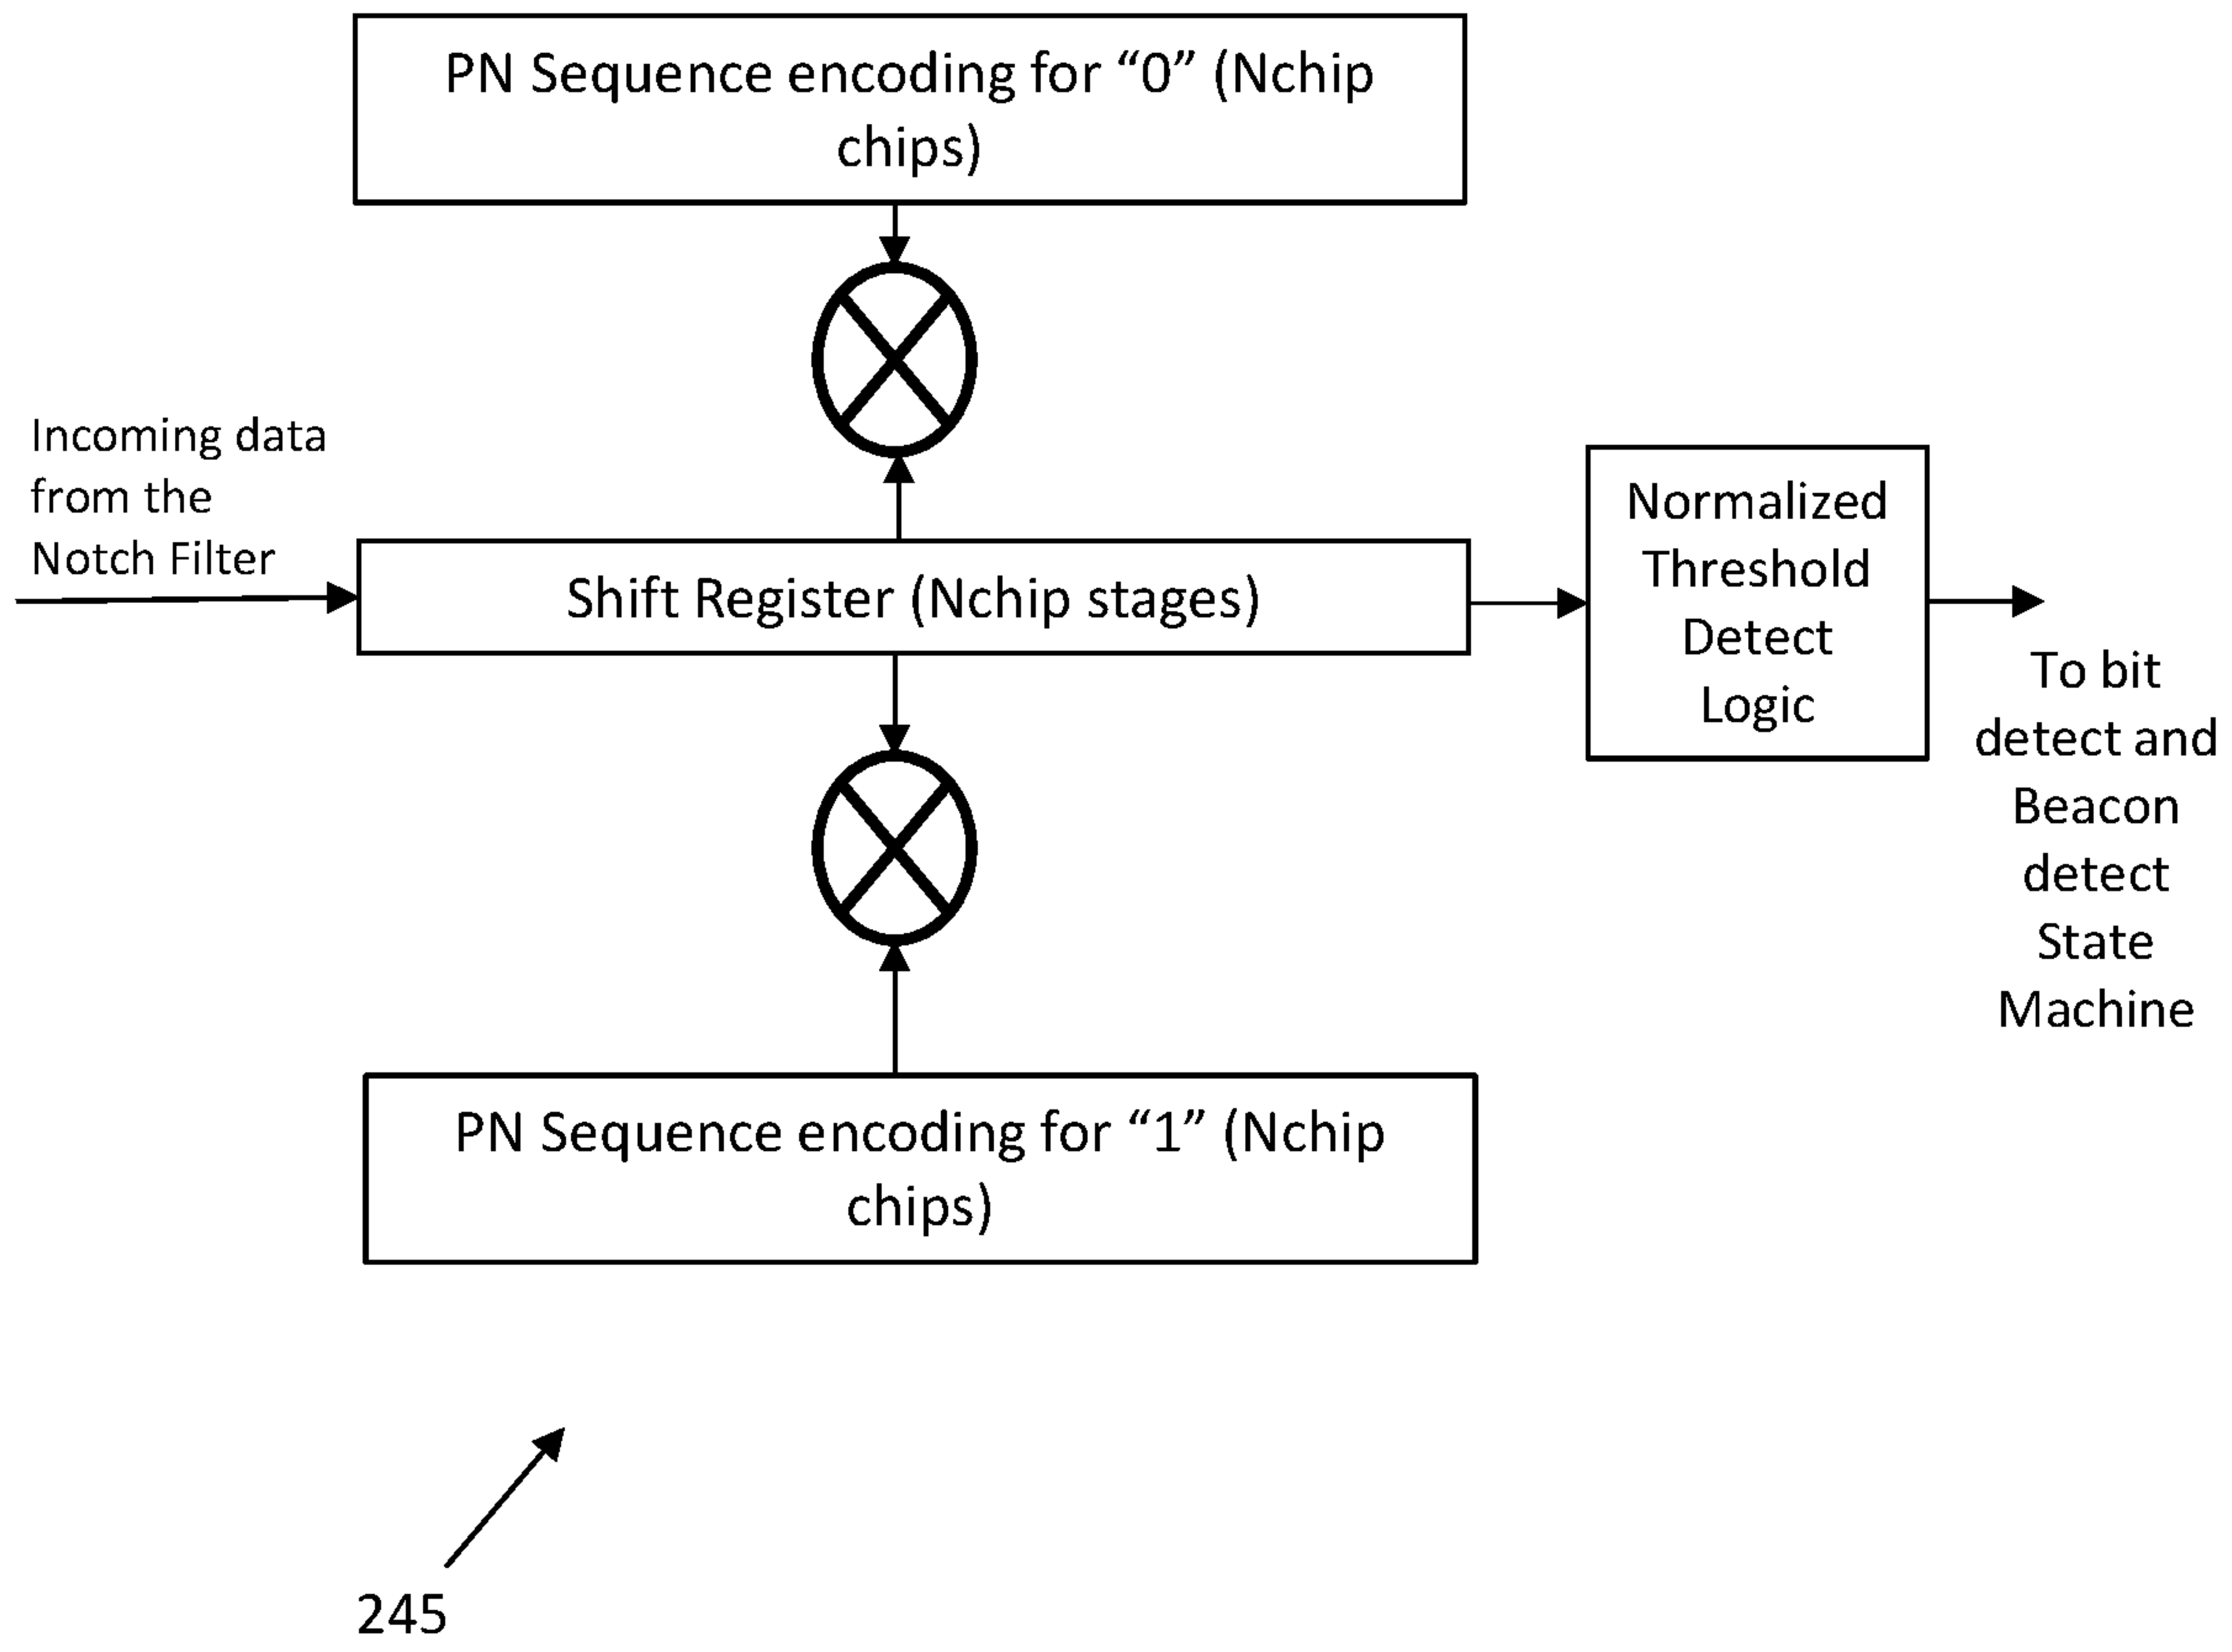 PN Sequence encoding for “0” (Nchip
chips)
Incoming data
from the
Notch Filter
Shift Register (Nchip stages)
Normalized
Threshold
Detect
Logic
To bit
detect and
Beacon
detect
State
Machine
PN Sequence encoding for “1” (Nchip
chips)
245